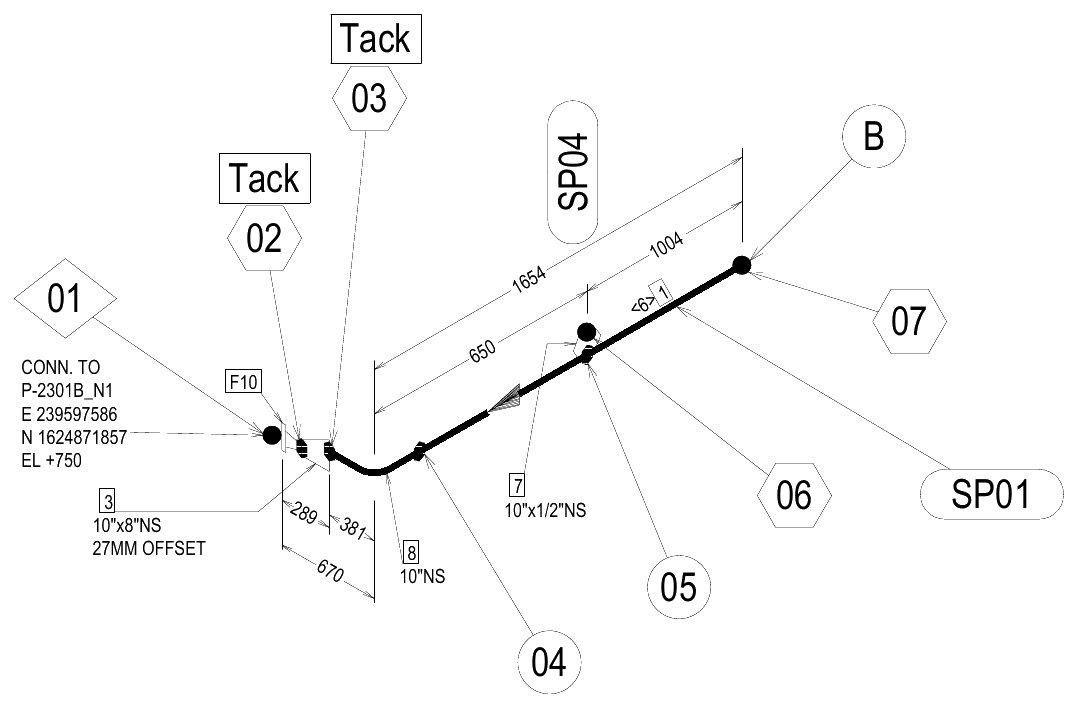 Tack
03
SP04
B
Tack
02
1654
1004
01
<6> 1
07
CONN. TO
P-2301B_N1
E 239597586
N 1624871857
EL +750
F10
650
3
10"x8"NS
27MM OFFSET
289
381
670
8
10"NS
7
10"x1/2"NS
06
SP01
05
04